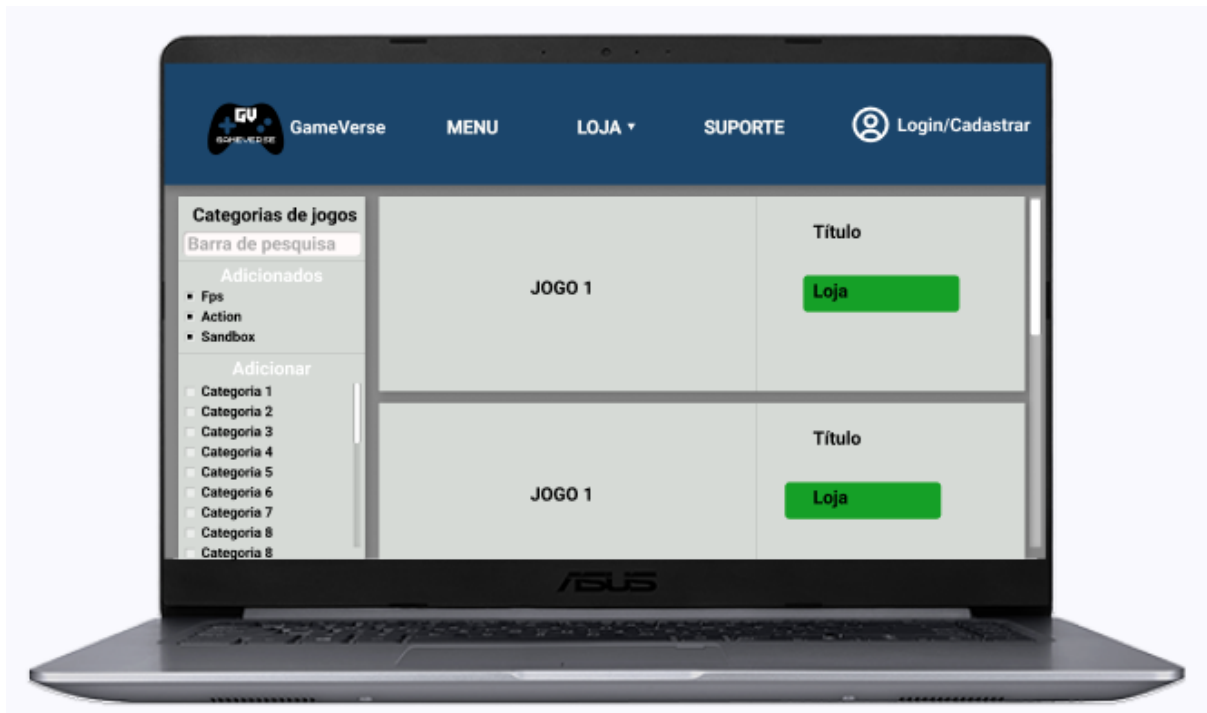 GV
GAMEVERSE
GameVerse
MENU
LOJA
SUPORTE
Login/Cadastrar
Categorias de jogos
Barra de pesquisa
Adicionados
Fps
Action
Sandbox
Adicionar
Categoria 1
Categoria 2
Categoria 3
Categoria 4
Categoria 5
Categoria 6
Categoria 7
Categoria 8
Categoria 8
JOGO 1
Título
Loja
JOGO 1
Título
Loja
ASUS